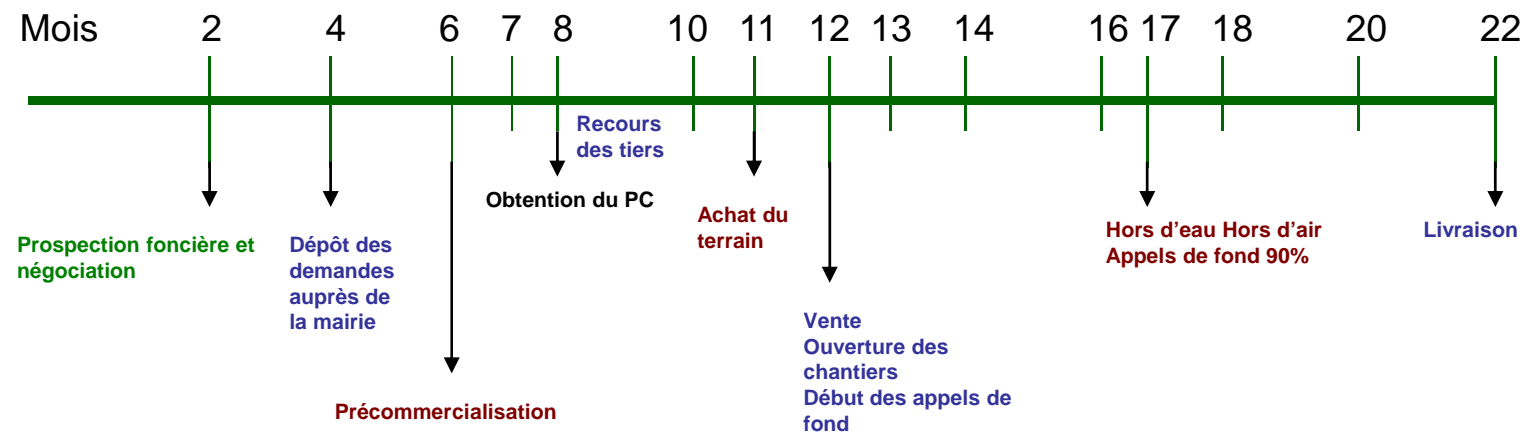 Mois 2 4 6 7 8 10 11 12 13 14 16 17 18 20 22
Recours
des tiers
Obtention du PC
Achat du
terrain
Hors d’eau Hors d’air
Appels de fond 90%
Livraison
Prospection foncière et
négociation
Dépôt des
demandes
auprès de
la mairie
Vente
Ouverture des
chantiers
Début des appels de
fond
Précommercialisation